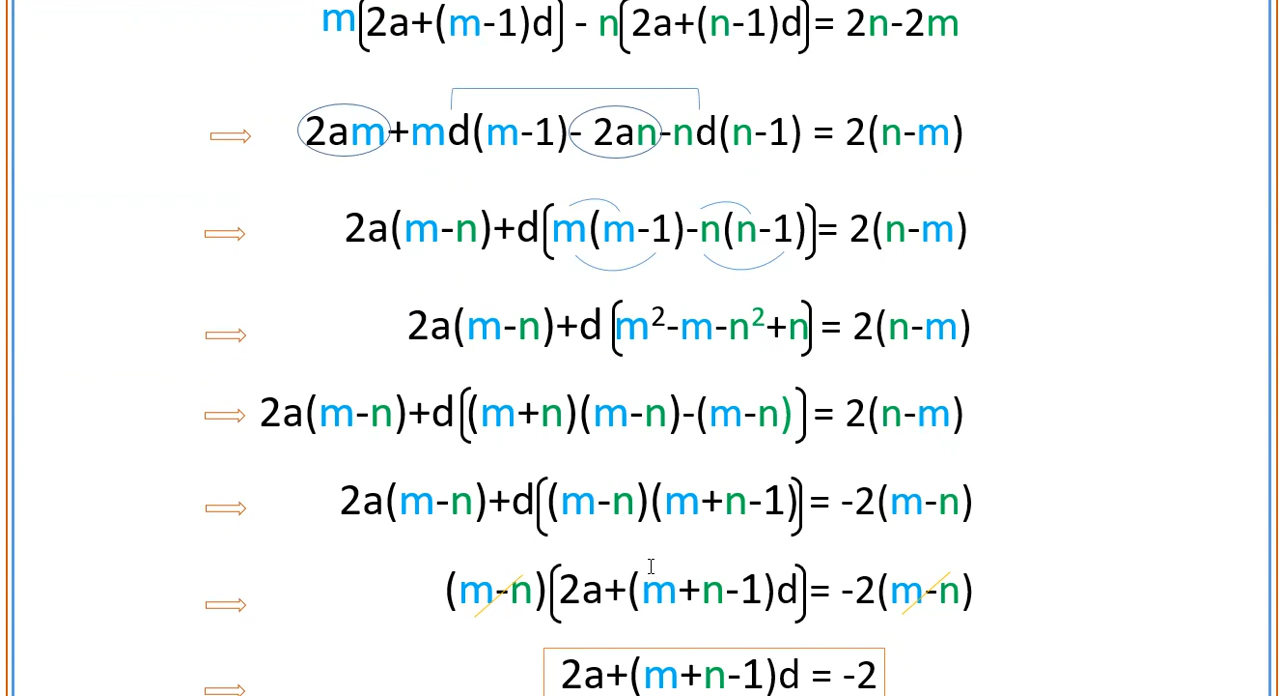 m[2a+(m-1)d] - n[2a+(n-1)d]= 2n-2m
⇒ 2am+md(m-1)- 2an-nd(n-1) = 2(n-m)
⇒ 2a(m-n)+d[m(m-1)-n(n-1)]= 2(n-m)
⇒ 2a(m-n)+d[m²-m-n²+n] = 2(n-m)
⇒ 2a(m-n)+d[(m+n)(m-n)-(m-n)]= 2(n-m)
⇒ 2a(m-n)+d[(m-n)(m+n-1)]= -2(m-n)
⇒ (m-n)[2a+(m+n-1)d]= -2(m-n)
⇒ 2a+(m+n-1)d = -2